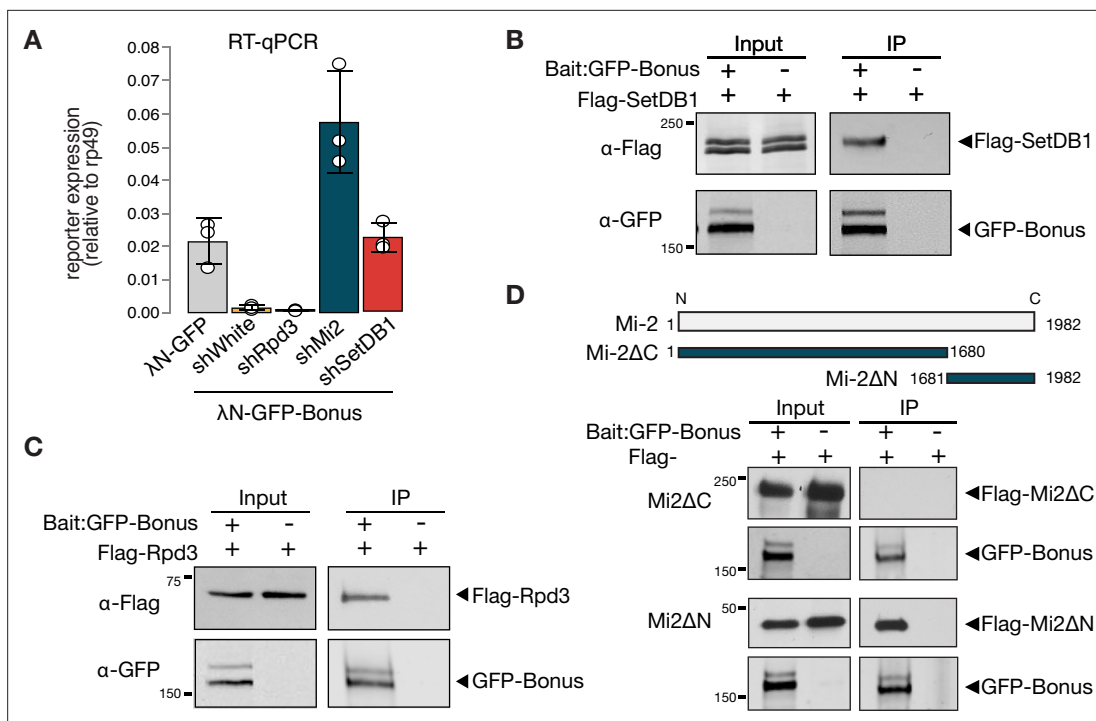 A
RT-qPCR
reporter expression
(relative to rp49)
0.08
0.07
0.06
0.05
0.04
0.03
0.02
0.01
0.00
λN-GFP
shWhite
shRpd3
shMi2
shSetDB1
λN-GFP-Bonus
B
Input IP
Bait:GFP-Bonus + - + -
Flag-SetDB1 + + + +
250
α-Flag
◄Flag-SetDB1
α-GFP
◄GFP-Bonus
150
C
Input IP
Bait:GFP-Bonus + - + -
Flag-Rpd3 + + + +
75
α-Flag
◄Flag-Rpd3
α-GFP
◄GFP-Bonus
150
D
N C
Mi-2 1 1982
Mi-2ΔC 1 1680
Mi-2ΔN 1681 1982
Input IP
Bait:GFP-Bonus + - + -
Flag- + + + +
250
Mi2ΔC
◄Flag-Mi2ΔC
◄GFP-Bonus
150
50
Mi2ΔN
◄Flag-Mi2ΔN
◄GFP-Bonus
150